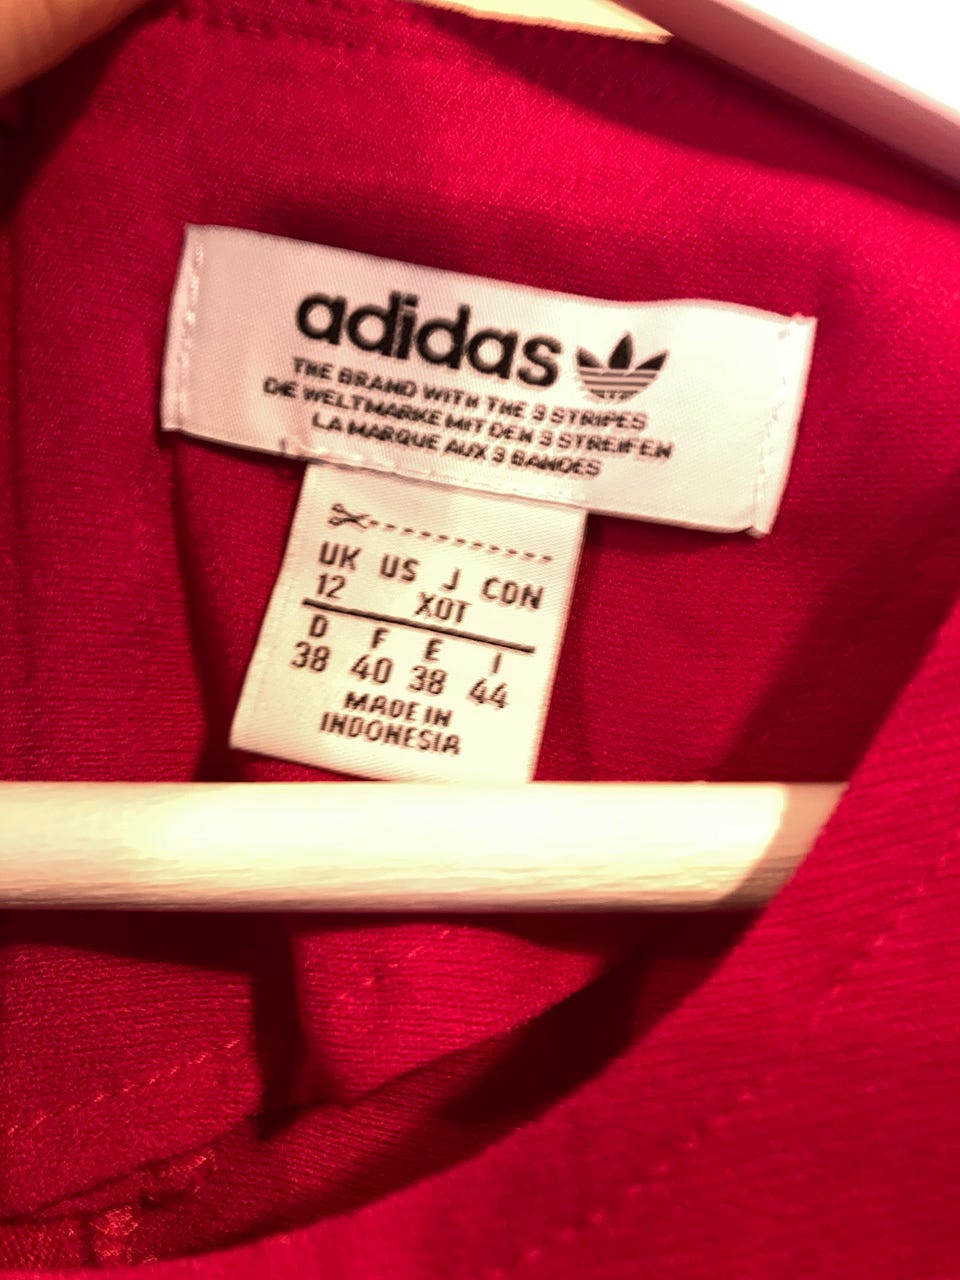 adidas
THE BRAND WITH THE 3 STRIPES
DIE WELTMARKE MIT DEN 3 STREIFEN
LA MARQUE AUX 3 BANDES
UK US J CDN
12 XOT
D F E I
38 40 38 44
MADE IN
INDONESIA